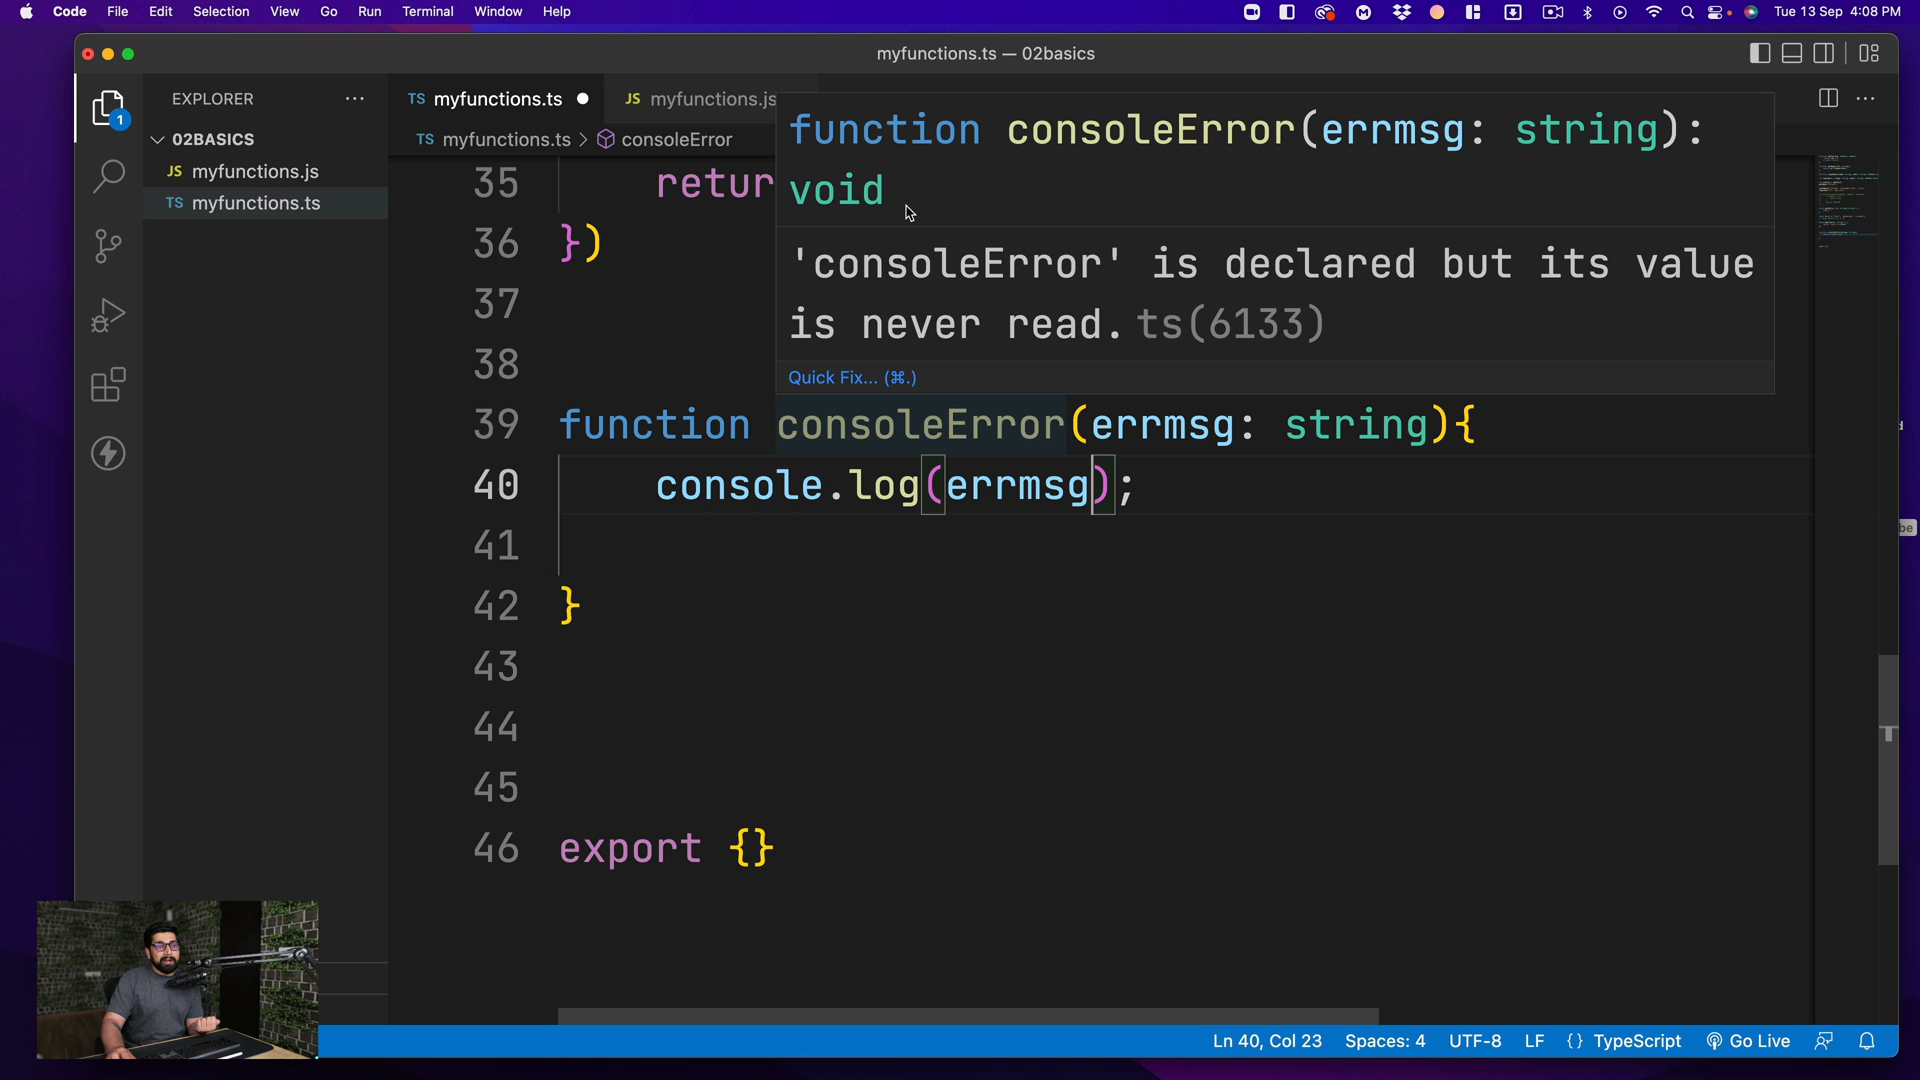 Code File Edit Selection View Go Run Terminal Window Help Tue 13 Sep 4:08 PM
myfunctions.ts — 02basics
EXPLORER
TS myfunctions.ts
JS myfunctions.js
1
02BASICS
TS myfunctions.ts > consoleError
JS myfunctions.js
TS myfunctions.ts
function consoleError(errmsg: string):
void
'consoleError' is declared but its value
is never read. ts(6133)
Quick Fix... (⌘.)
35 retur
36 })
37
38
39 function consoleError(errmsg: string){
40 console.log(errmsg);
41
42 }
43
44
45
46 export {}
Ln 40, Col 23 Spaces: 4 UTF-8 LF {} TypeScript Go Live